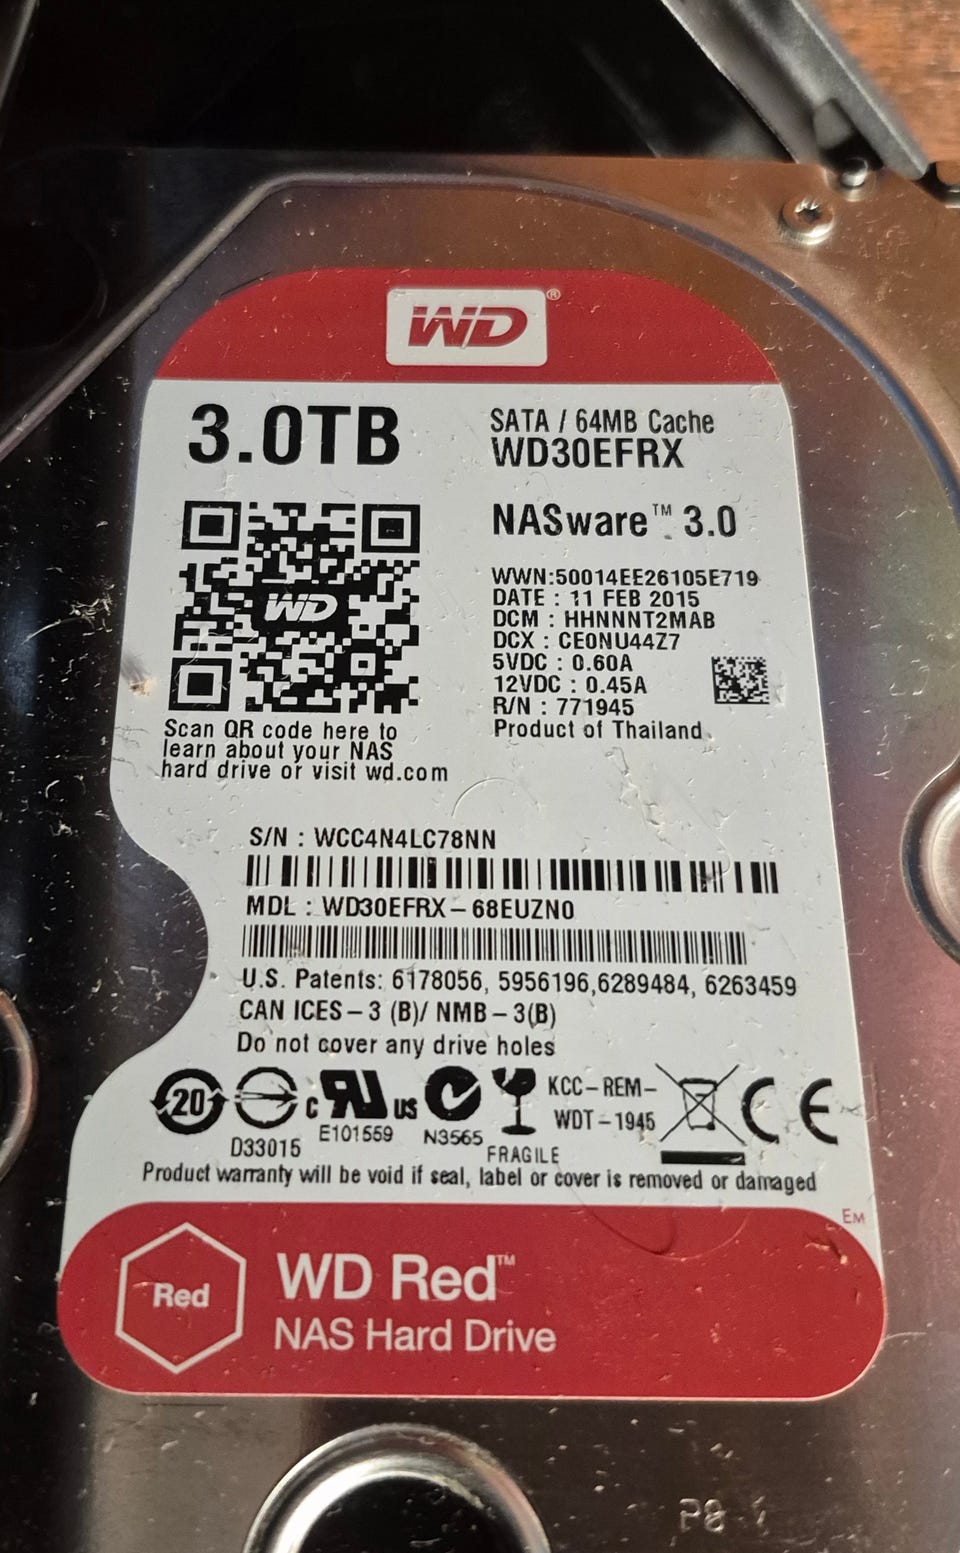 WD®
3.0TB
SATA / 64MB Cache
WD30EFRX
NASware™ 3.0
WWN:50014EE26105E719
DATE : 11 FEB 2015
DCM : HHNNNT2MAB
DCX : CE0NU44Z7
5VDC : 0.60A
12VDC : 0.45A
R/N : 771945
Product of Thailand
WD
Scan QR code here to
learn about your NAS
hard drive or visit wd.com
S/N : WCC4N4LC78NN
MDL : WD30EFRX-68EUZN0
U.S. Patents: 6178056, 5956196,6289484, 6263459
CAN ICES-3 (B)/ NMB-3(B)
Do not cover any drive holes
20
D33015
c RU US
E101559
N3565
FRAGILE
KCC-REM-
WDT-1945
CE
Product warranty will be void if seal, label or cover is removed or damaged
EM
Red
WD Red™
NAS Hard Drive
P8